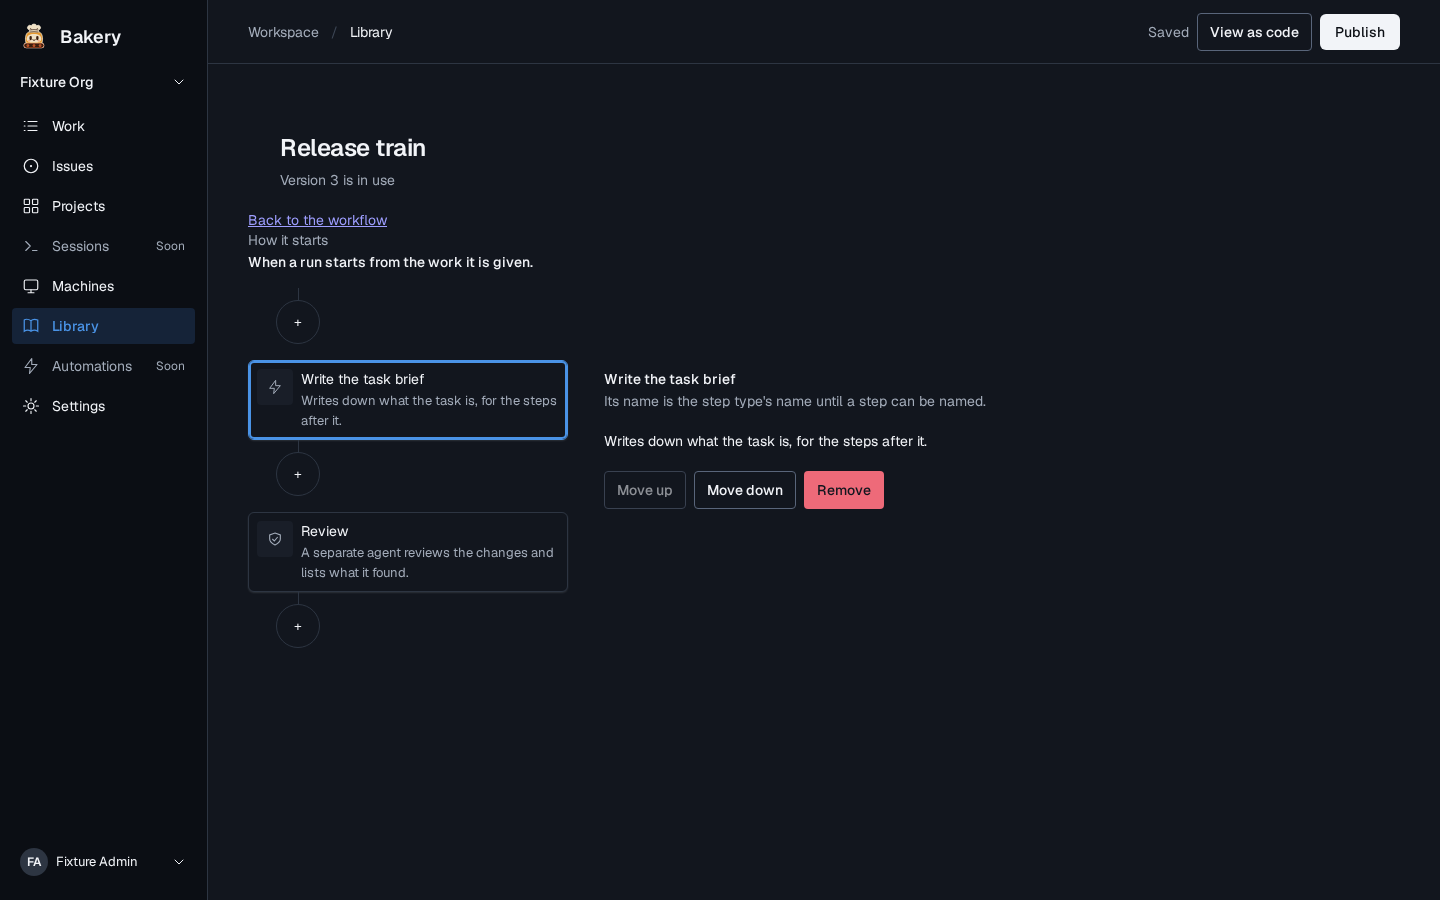 Bakery
Fixture Org
Work
Issues
Projects
Sessions Soon
Machines
Library
Automations Soon
Settings
FA Fixture Admin
Workspace / Library
Saved View as code Publish
Release train
Version 3 is in use
Back to the workflow
How it starts
When a run starts from the work it is given.
+
Write the task brief
Writes down what the task is, for the steps
after it.
+
Review
A separate agent reviews the changes and
lists what it found.
+
Write the task brief
Its name is the step type's name until a step can be named.
Writes down what the task is, for the steps after it.
Move up Move down Remove